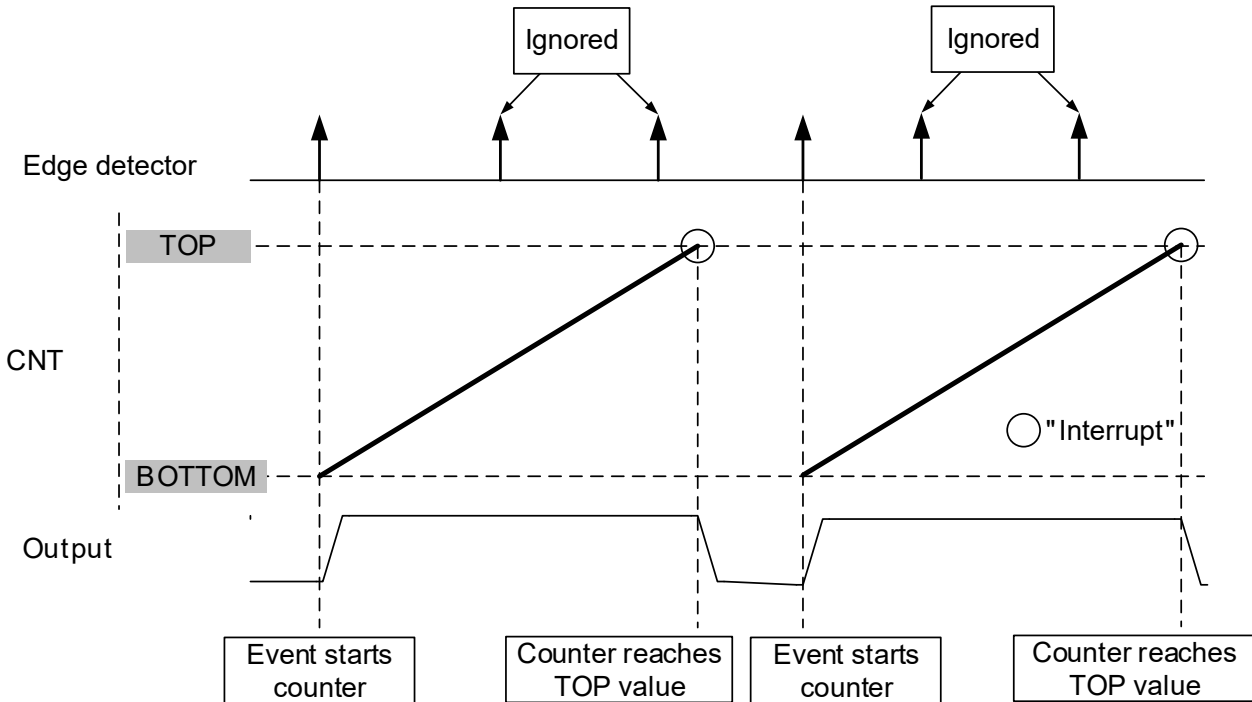 Ignored
Ignored
Edge detector
TOP
CNT
"Interrupt"
BOTTOM
Output
Event starts
counter
Counter reaches
TOP value
Event starts
counter
Counter reaches
TOP value